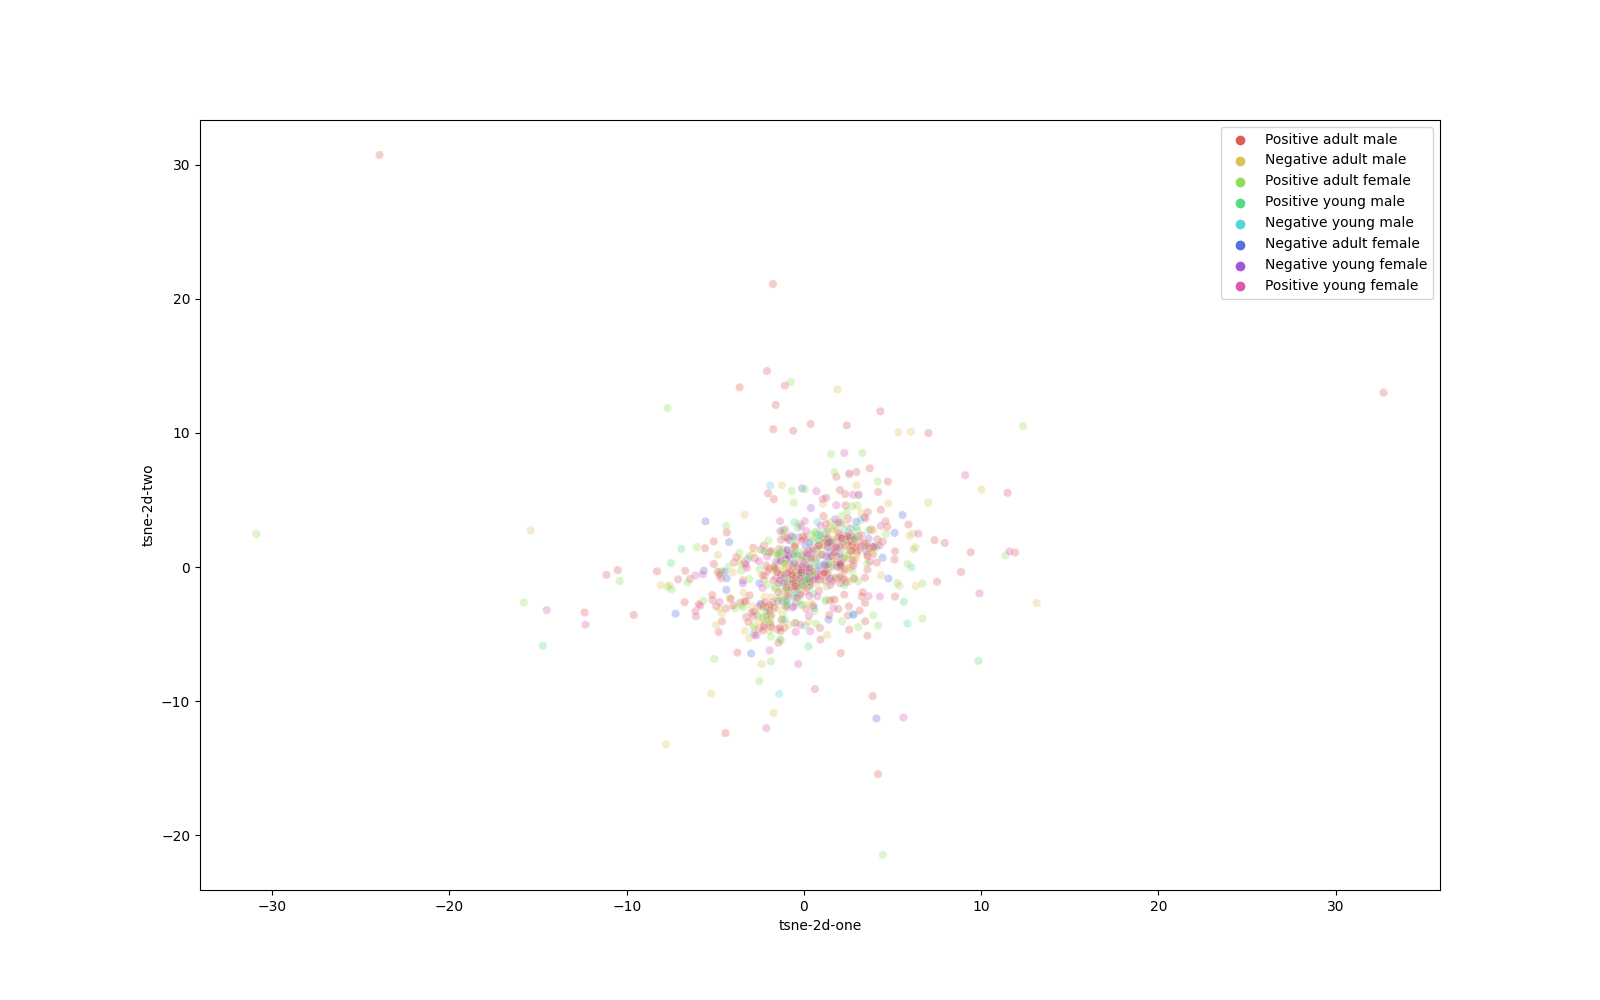 Positive adult male
Negative adult male
Positive adult female
Positive young male
Negative young male
Negative adult female
Negative young female
Positive young female
30
20
10
0
−10
−20
tsne-2d-two
−30
−20
−10
0
10
20
30
tsne-2d-one